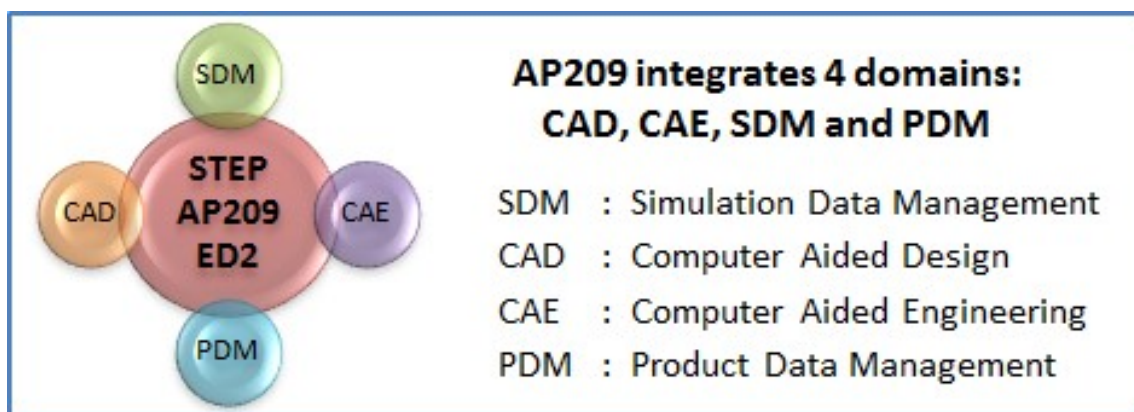 SDM
STEP
AP209
ED2
CAD
CAE
PDM
AP209 integrates 4 domains:
CAD, CAE, SDM and PDM
SDM : Simulation Data Management
CAD : Computer Aided Design
CAE : Computer Aided Engineering
PDM : Product Data Management